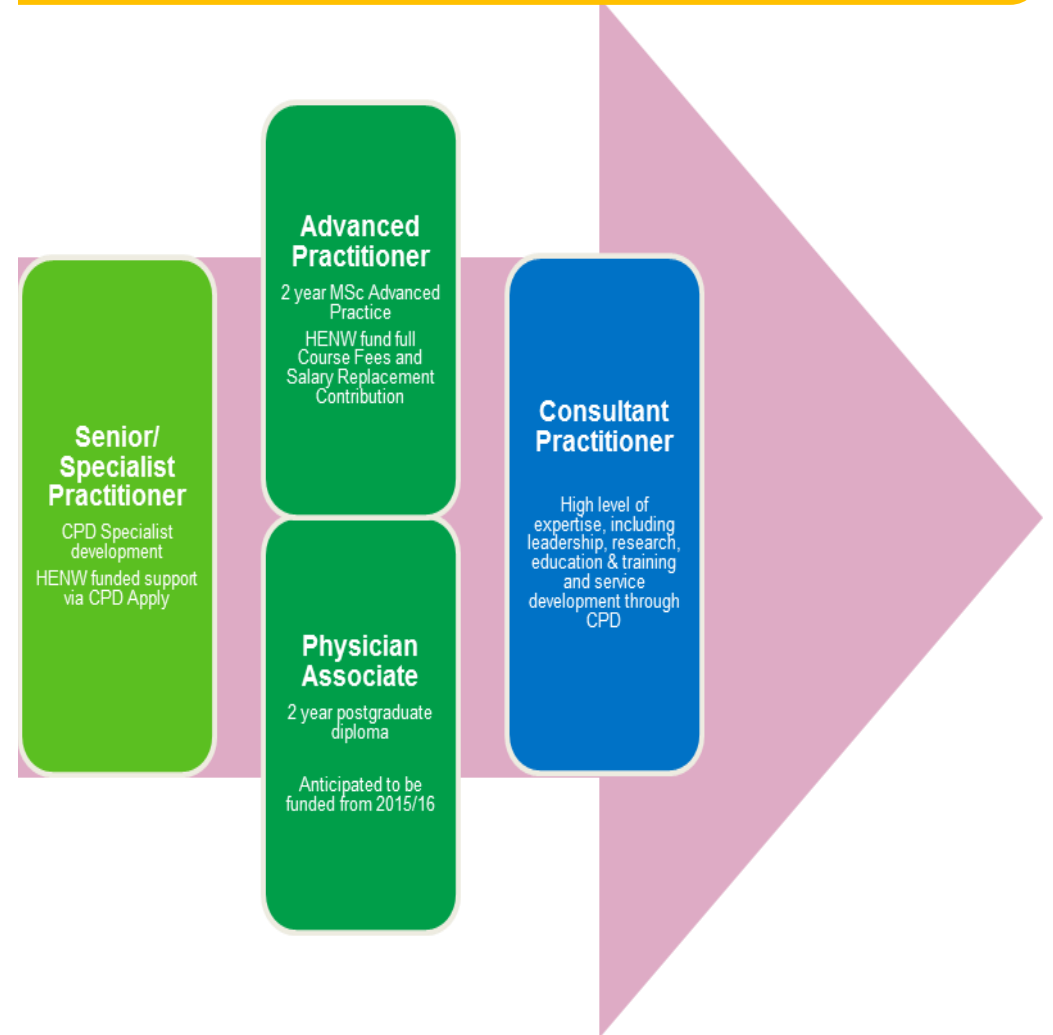 Senior/
Specialist
Practitioner
CPD Specialist
development
HENW funded support
via CPD Apply
Advanced
Practitioner
2 year MSc Advanced
Practice
HENW fund full
Course Fees and
Salary Replacement
Contribution
Physician
Associate
2 year postgraduate
diploma
Anticipated to be
funded from 2015/16
Consultant
Practitioner
High level of
expertise, including
leadership, research,
education & training
and service
development through
CPD